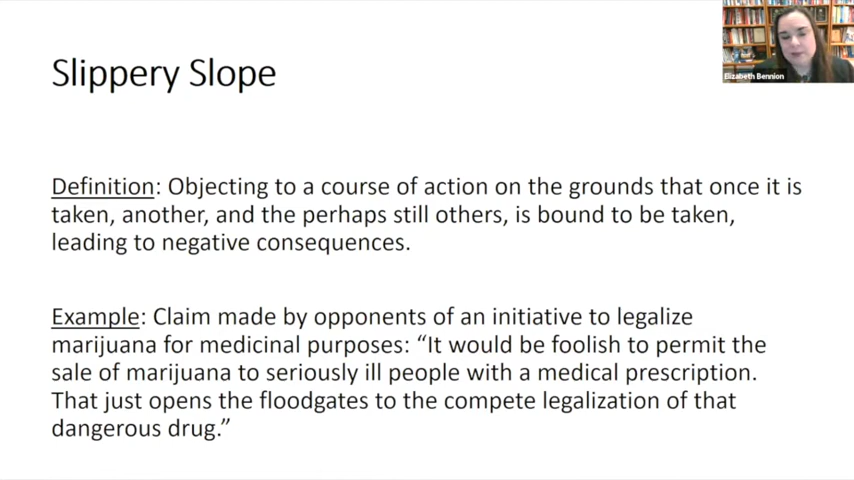 Slippery Slope
Elizabeth Bennion
Definition: Objecting to a course of action on the grounds that once it is
taken, another, and the perhaps still others, is bound to be taken,
leading to negative consequences.
Example: Claim made by opponents of an initiative to legalize
marijuana for medicinal purposes: “It would be foolish to permit the
sale of marijuana to seriously ill people with a medical prescription.
That just opens the floodgates to the compete legalization of that
dangerous drug.”